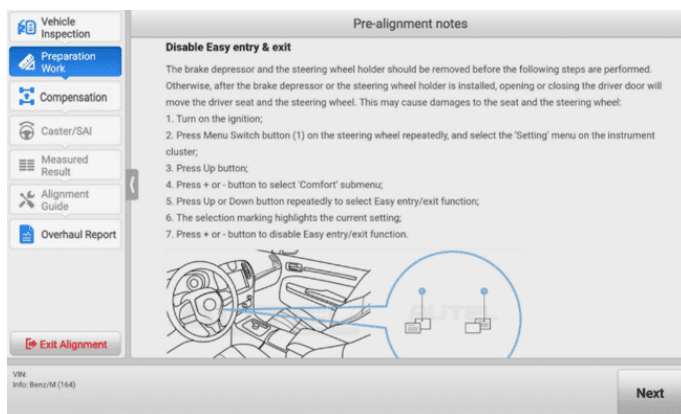 Vehicle
Inspection
Preparation
Work
Compensation
Caster/SAI
Measured
Result
Alignment
Guide
Overhaul Report
Exit Alignment
Pre-alignment notes
Disable Easy entry & exit
The brake depressor and the steering wheel holder should be removed before the following steps are performed.
Otherwise, after the brake depressor or the steering wheel holder is installed, opening or closing the driver door will
move the driver seat and the steering wheel. This may cause damages to the seat and the steering wheel:
1. Turn on the ignition;
2. Press Menu Switch button (1) on the steering wheel repeatedly, and select the 'Setting' menu on the instrument
cluster;
3. Press Up button;
4. Press + or - button to select 'Comfort' submenu;
5. Press Up or Down button repeatedly to select Easy entry/exit function;
6. The selection marking highlights the current setting;
7. Press + or - button to disable Easy entry/exit function.
AUTEL
VIN:
Info: Benz/M (164)
Next